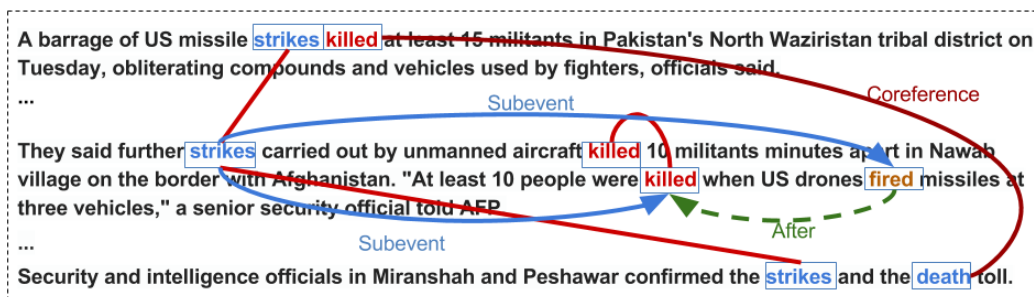 A barrage of US missile strikes killed at least 15 militants in Pakistan's North Waziristan tribal district on
Tuesday, obliterating compounds and vehicles used by fighters, officials said.
...
Subevent
Coreference
They said further strikes carried out by unmanned aircraft killed 10 militants minutes apart in Nawab
village on the border with Afghanistan. "At least 10 people were killed when US drones fired missiles at
three vehicles," a senior security official told AFP.
After
...
Subevent
Security and intelligence officials in Miranshah and Peshawar confirmed the strikes and the death toll.